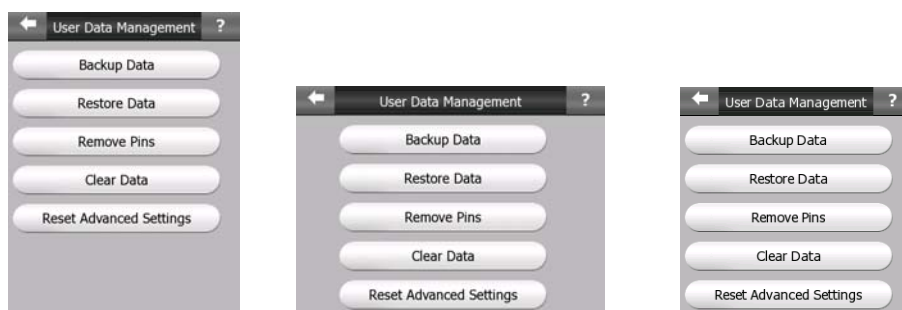 User Data Management ?
Backup Data
Restore Data
Remove Pins
Clear Data
Reset Advanced Settings
User Data Management ?
Backup Data
Restore Data
Remove Pins
Clear Data
Reset Advanced Settings
User Data Management ?
Backup Data
Restore Data
Remove Pins
Clear Data
Reset Advanced Settings